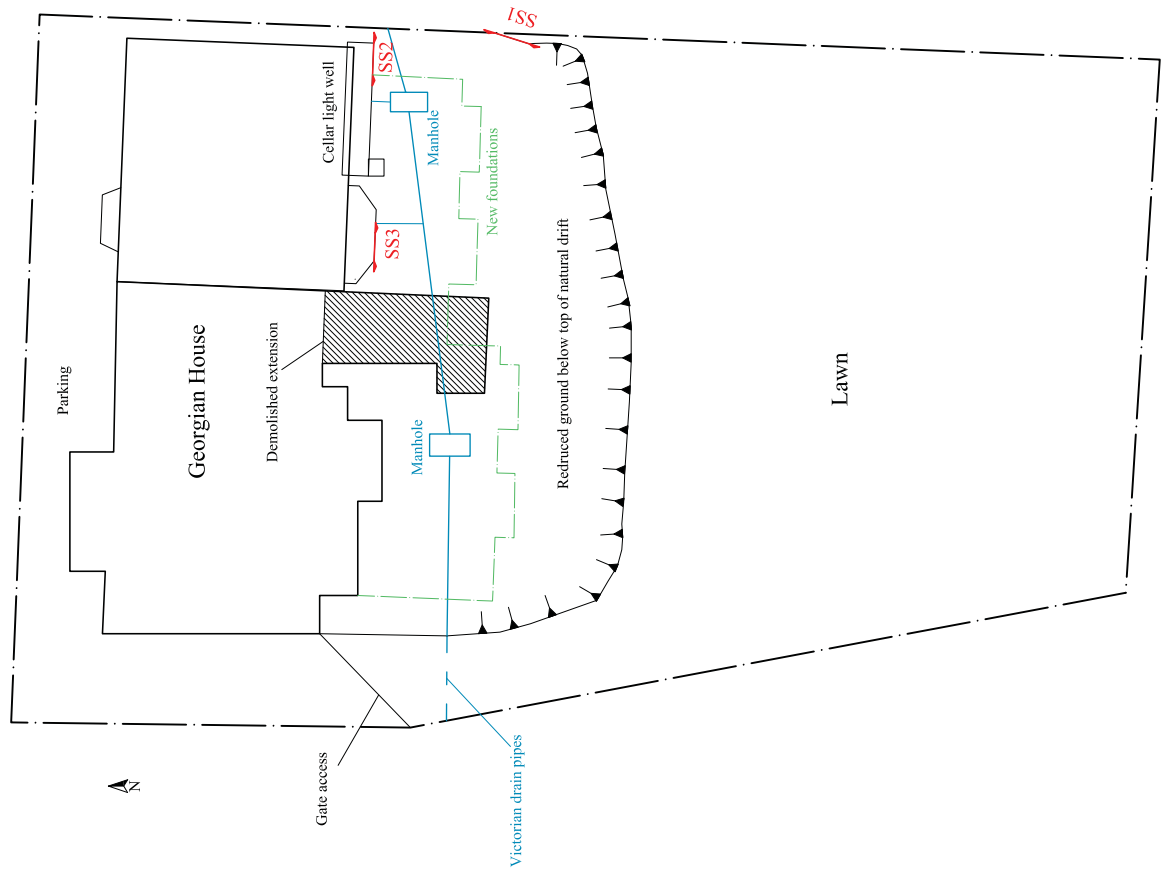 SS1
SS2
Cellar light well
Manhole
New foundations
SS3
Redruced ground below top of natural drift
Georgian House
Demolished extension
Parking
Lawn
Manhole
Gate access
N
Victorian drain pipes